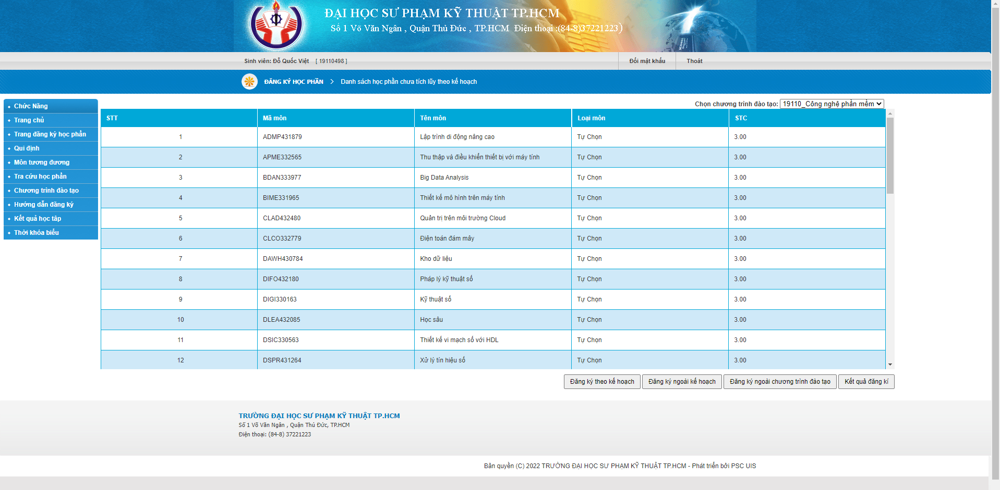 ĐẠI HỌC SƯ PHẠM KỸ THUẬT TP.HCM
Số 1 Võ Văn Ngân , Quận Thủ Đức , TP.HCM Điện thoại :(84-8)37221223)
Sinh viên: Đỗ Quốc Việt [ 19110498 ]
Đổi mật khẩu
Thoát
ĐĂNG KÝ HỌC PHẦN > Danh sách học phần chưa tích lũy theo kế hoạch
Chức Năng
Trang chủ
Trang đăng ký học phần
Qui định
Môn tương đương
Tra cứu học phần
Chương trình đào tạo
Hướng dẫn đăng ký
Kết quả học tập
Thời khóa biểu
Chọn chương trình đào tạo: 19110_Công nghệ phần mềm
STT Mã môn Tên môn Loại môn STC
1 ADMP431879 Lập trình di động nâng cao Tự Chọn 3.00
2 APME332565 Thu thập và điều khiển thiết bị với máy tính Tự Chọn 3.00
3 BDAN333977 Big Data Analysis Tự Chọn 3.00
4 BIME331965 Thiết kế mô hình trên máy tính Tự Chọn 3.00
5 CLAD432480 Quản trị trên môi trường Cloud Tự Chọn 3.00
6 CLCO332779 Điện toán đám mây Tự Chọn 3.00
7 DAWH430784 Kho dữ liệu Tự Chọn 3.00
8 DIFO432180 Pháp lý kỹ thuật số Tự Chọn 3.00
9 DIGI330163 Kỹ thuật số Tự Chọn 3.00
10 DLEA432085 Học sâu Tự Chọn 3.00
11 DSIC330563 Thiết kế vi mạch số với HDL Tự Chọn 3.00
12 DSPR431264 Xử lý tín hiệu số Tự Chọn 3.00
Đăng ký theo kế hoạch
Đăng ký ngoài kế hoạch
Đăng ký ngoài chương trình đào tạo
Kết quả đăng kí
TRƯỜNG ĐẠI HỌC SƯ PHẠM KỸ THUẬT TP.HCM
Số 1 Võ Văn Ngân , Quận Thủ Đức, TP.HCM
Điện thoại: (84-8) 37221223
Bản quyền (C) 2022 TRƯỜNG ĐẠI HỌC SƯ PHẠM KỸ THUẬT TP.HCM - Phát triển bởi PSC UIS